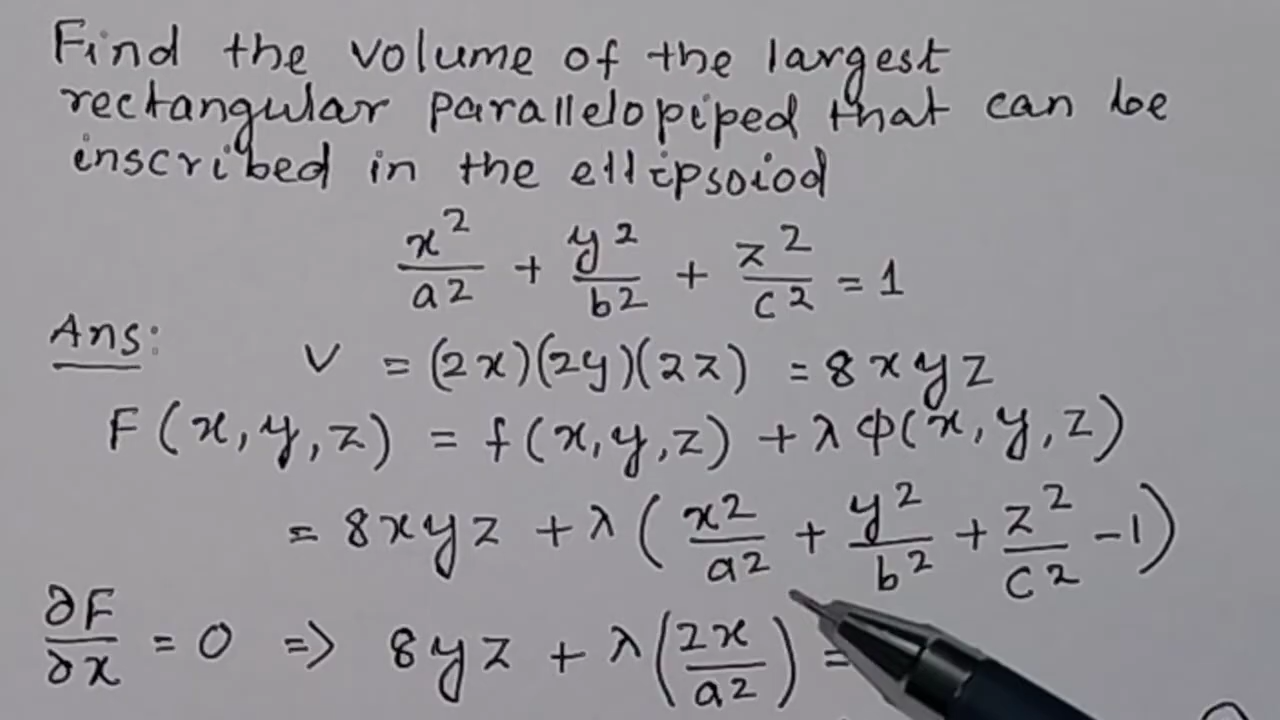 Find the volume of the largest
rectangular parallelopiped that can be
inscribed in the ellipsoiod
x²/a² + y²/b² + z²/c² = 1
Ans:
V = (2x)(2y)(2z) = 8xyz
F(x,y,z) = f(x,y,z) + λ φ(x,y,z)
= 8xyz + λ(x²/a² + y²/b² + z²/c² - 1)
∂F/∂x = 0 => 8yz + λ(2x/a²) =